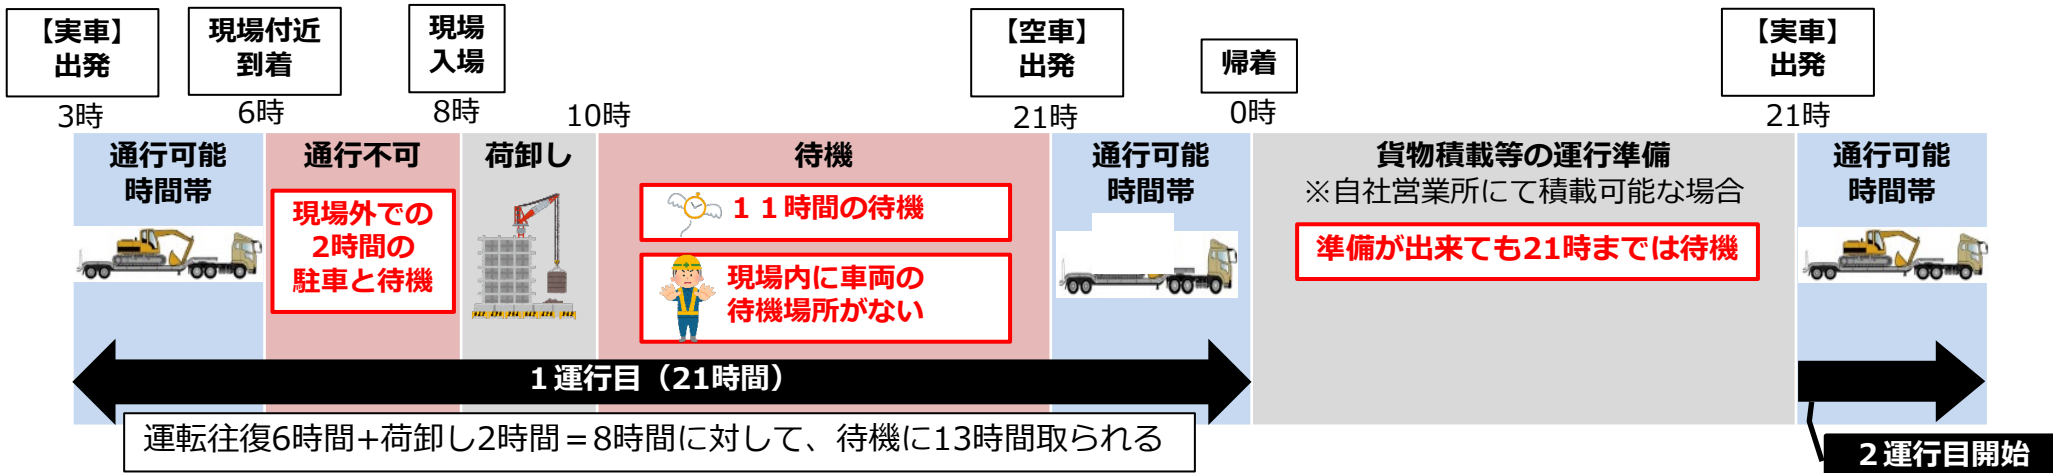 【実車】
出発
現場付近
到着
現場
入場
【空車】
出発
帰着
【実車】
出発
3時
6時
8時
10時
21時
0時
21時
通行可能
時間帯
通行不可
荷卸し
待機
通行可能
時間帯
貨物積載等の運行準備
※自社営業所にて積載可能な場合
通行可能
時間帯
現場外での
2時間の
駐車と待機
１１時間の待機
現場内に車両の
待機場所がない
準備が出来ても21時までは待機
１運行目（21時間）
運転往復6時間+荷卸し2時間＝8時間に対して、待機に13時間取られる
２運行目開始